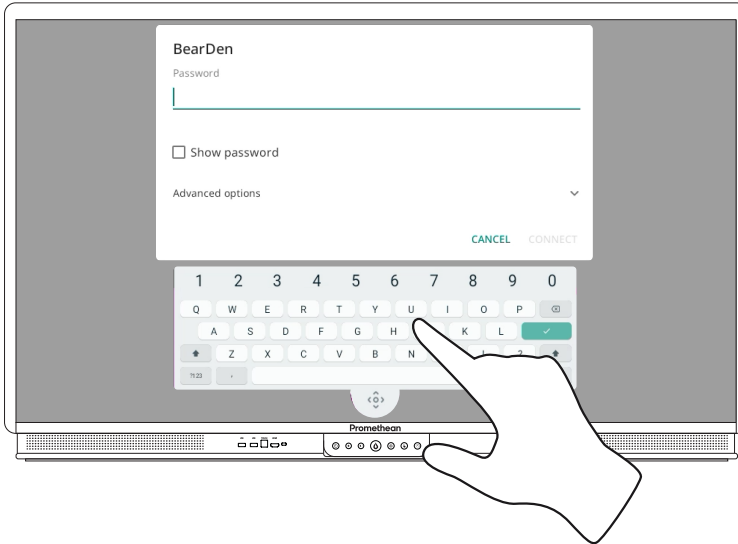 BearDen
Password
Show password
Advanced options
CANCEL CONNECT
1 2 3 4 5 6 7 8 9 0
Q W E R T Y U I O P
A S D F G H K L
Z X C V B N
?123 ,
Promethean